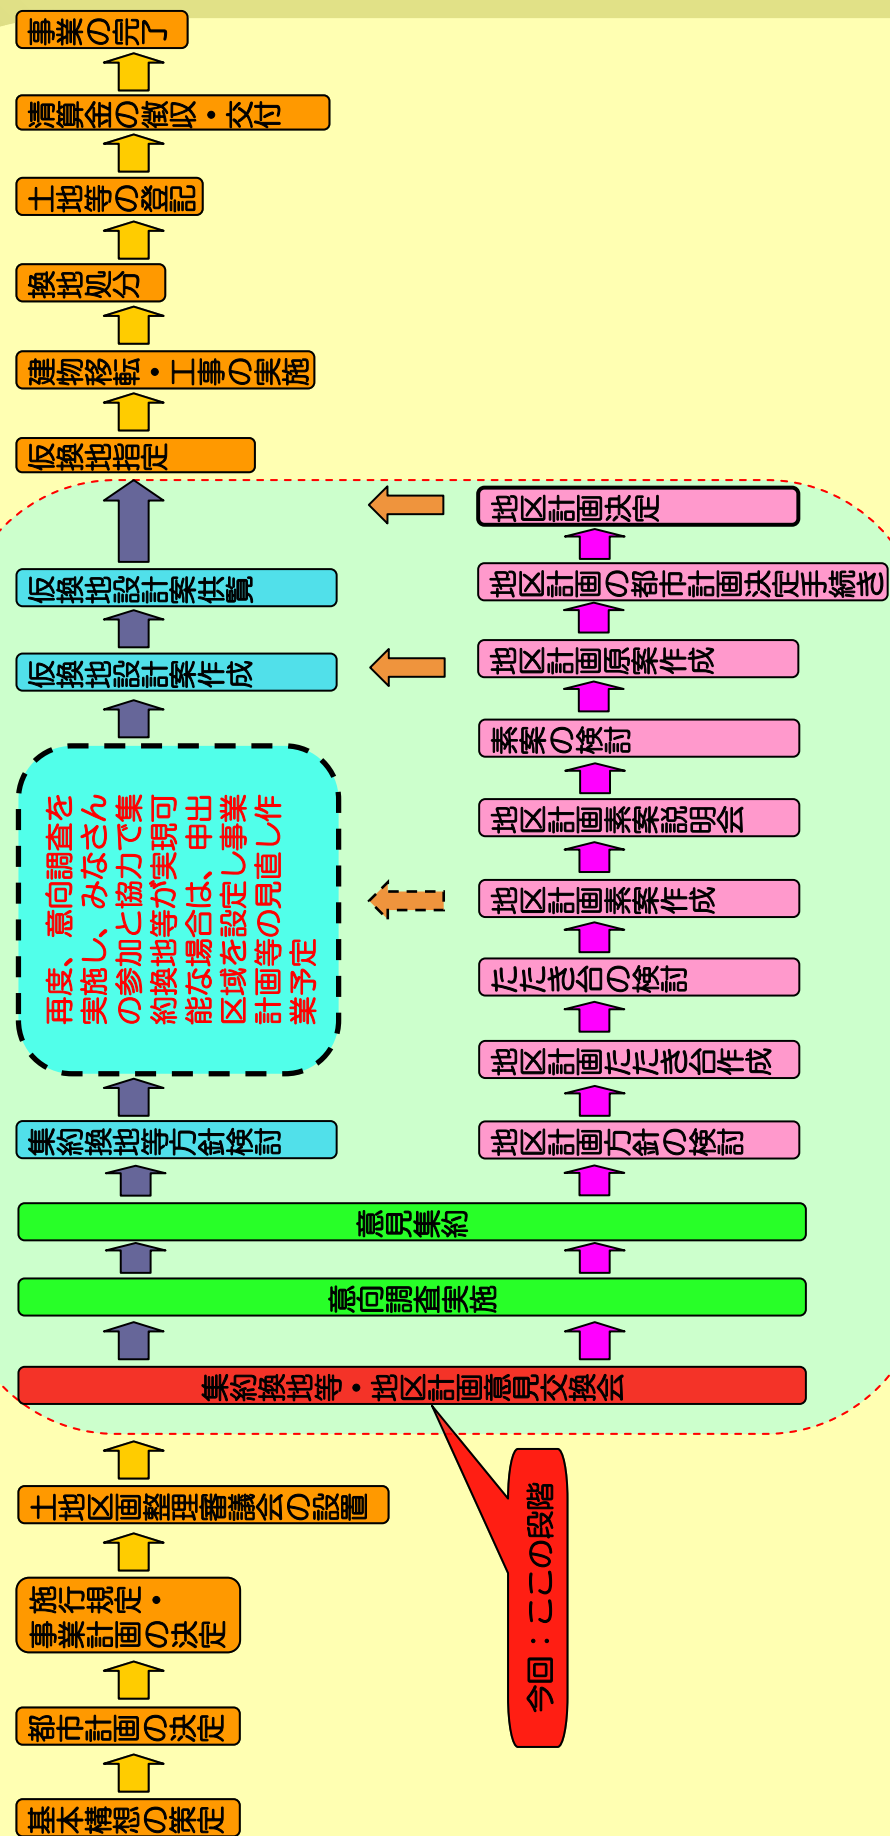 基本構想の策定
都市計画の決定
施行規定・
事業計画の決定
土地区画整理審議会の設置
集約換地等・地区計画意見交換会
今回：ここの段階
意向調査実施
意見集約
集約換地等方針検討
再度、意向調査を
実施し、みなさん
の参加と協力で集
約換地等が実現可
能な場合は、申出
区域を設定し事業
計画等の見直し作
業予定
仮換地設計案作成
仮換地設計案供覧
地区計画方針の検討
地区計画たたき台作成
たたき台の検討
地区計画素案作成
地区計画素案説明会
素案の検討
地区計画原案作成
地区計画の都市計画決定手続き
地区計画決定
仮換地指定
建物移転・工事の実施
換地処分
土地等の登記
清算金の徴収・交付
事業の完了